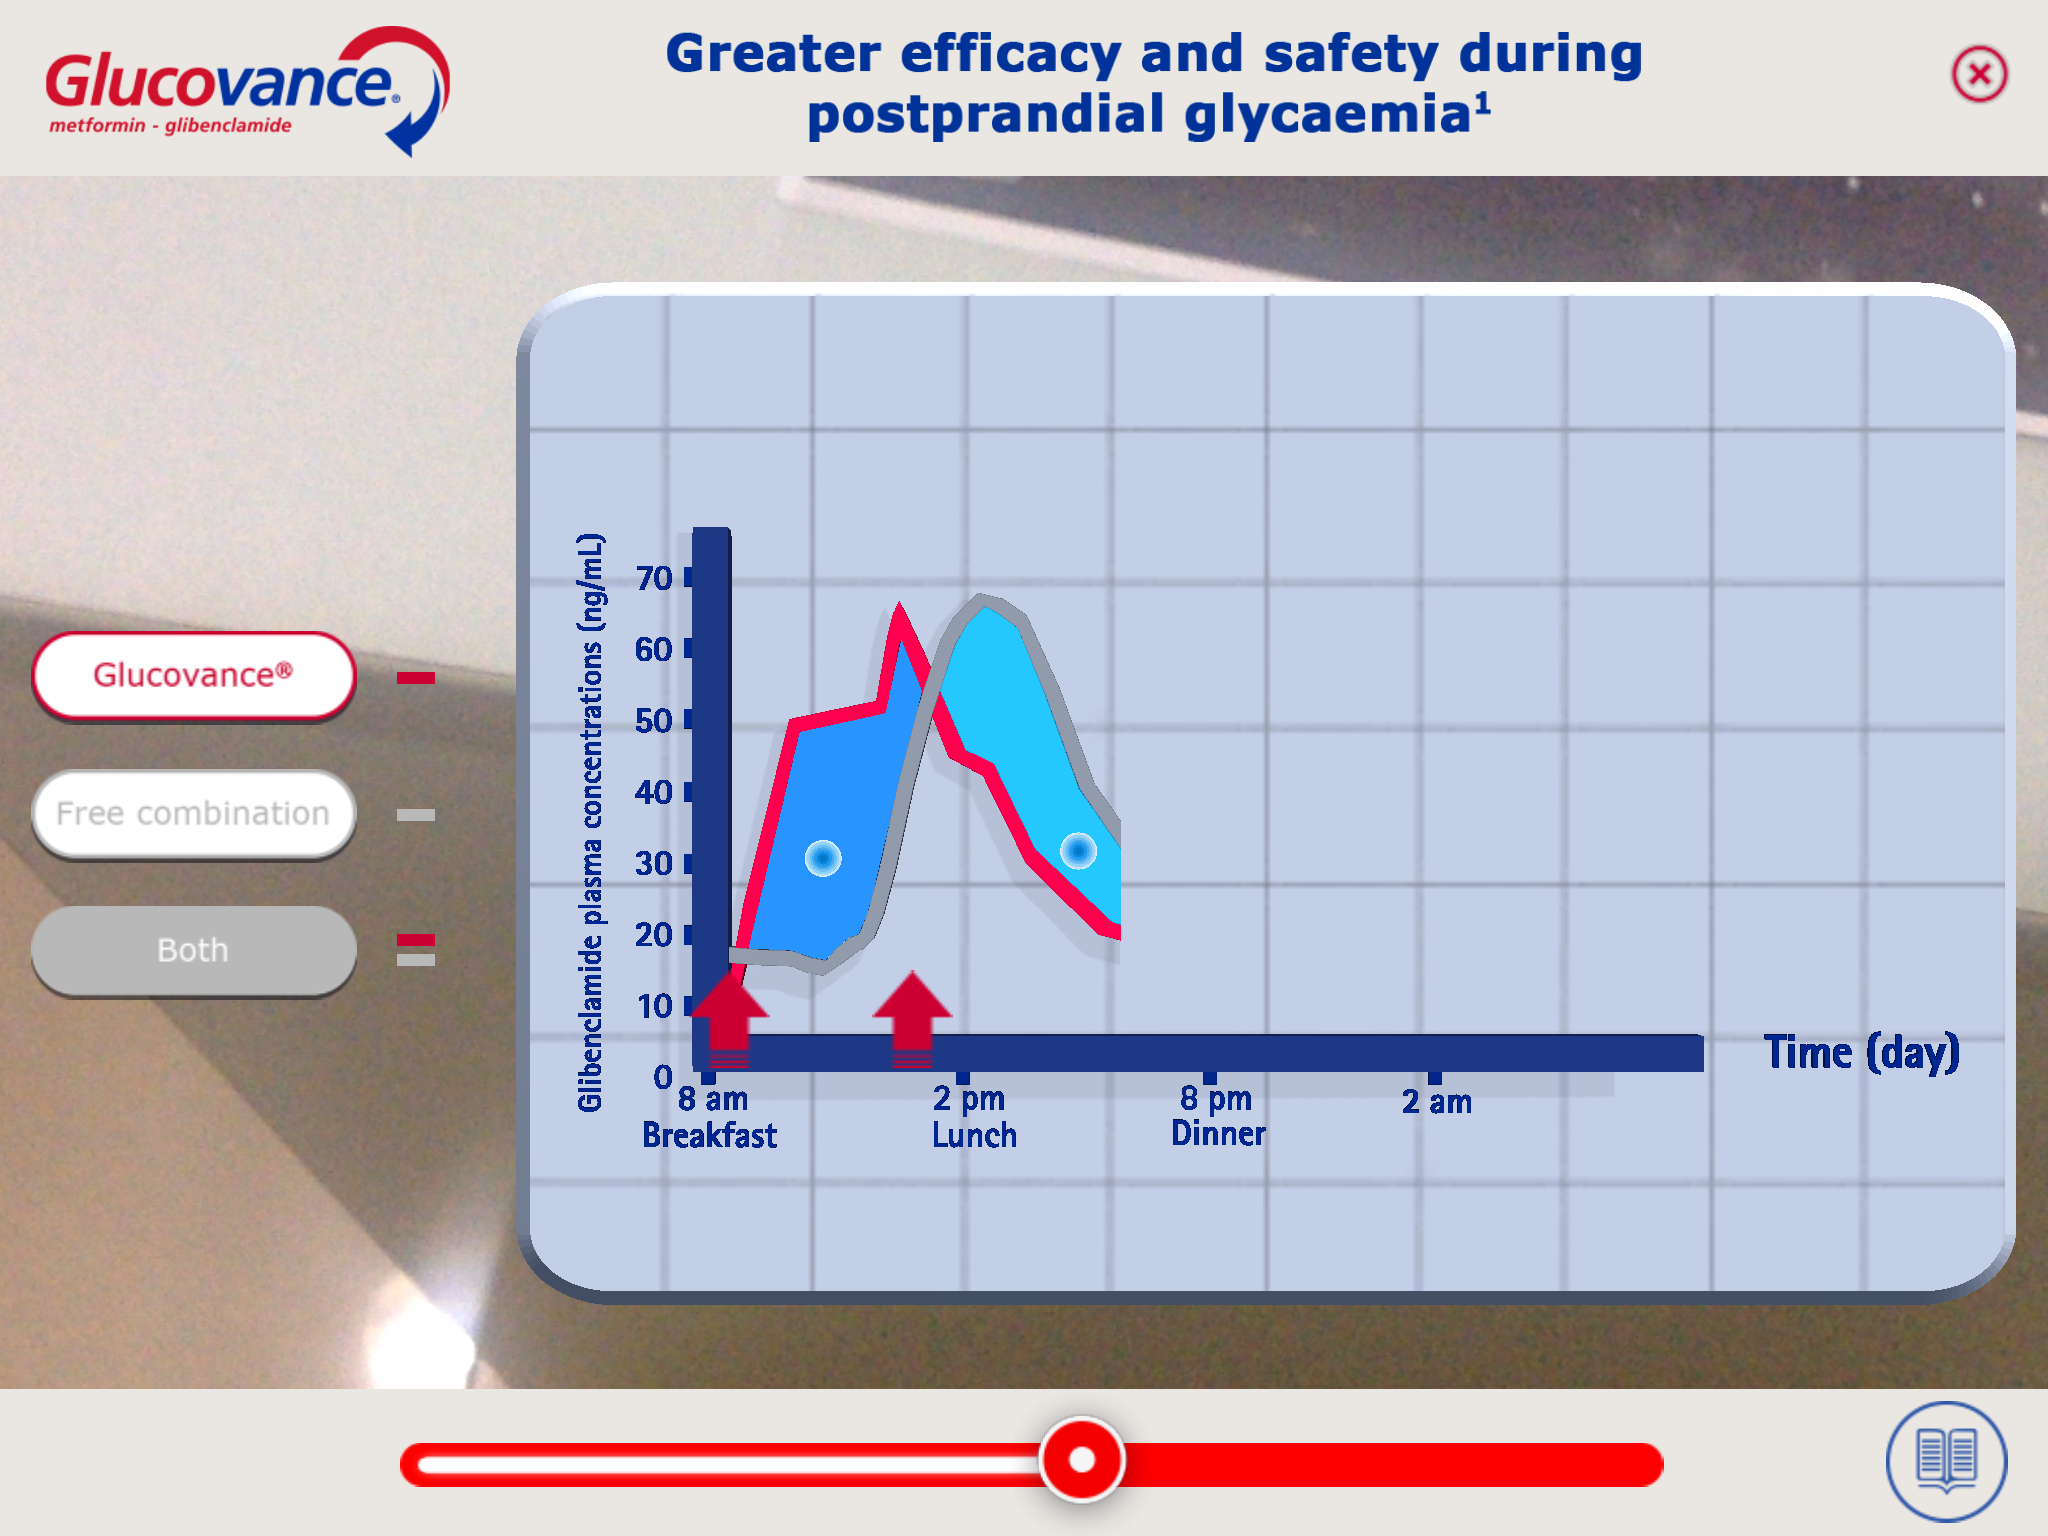 Glucovance®
metformin - glibenclamide
Greater efficacy and safety during
postprandial glycaemia¹
Glucovance®
Free combination
Both
Glibenclamide plasma concentrations (ng/mL)
70
60
50
40
30
20
10
0
8 am
2 pm
8 pm
2 am
Breakfast
Lunch
Dinner
Time (day)